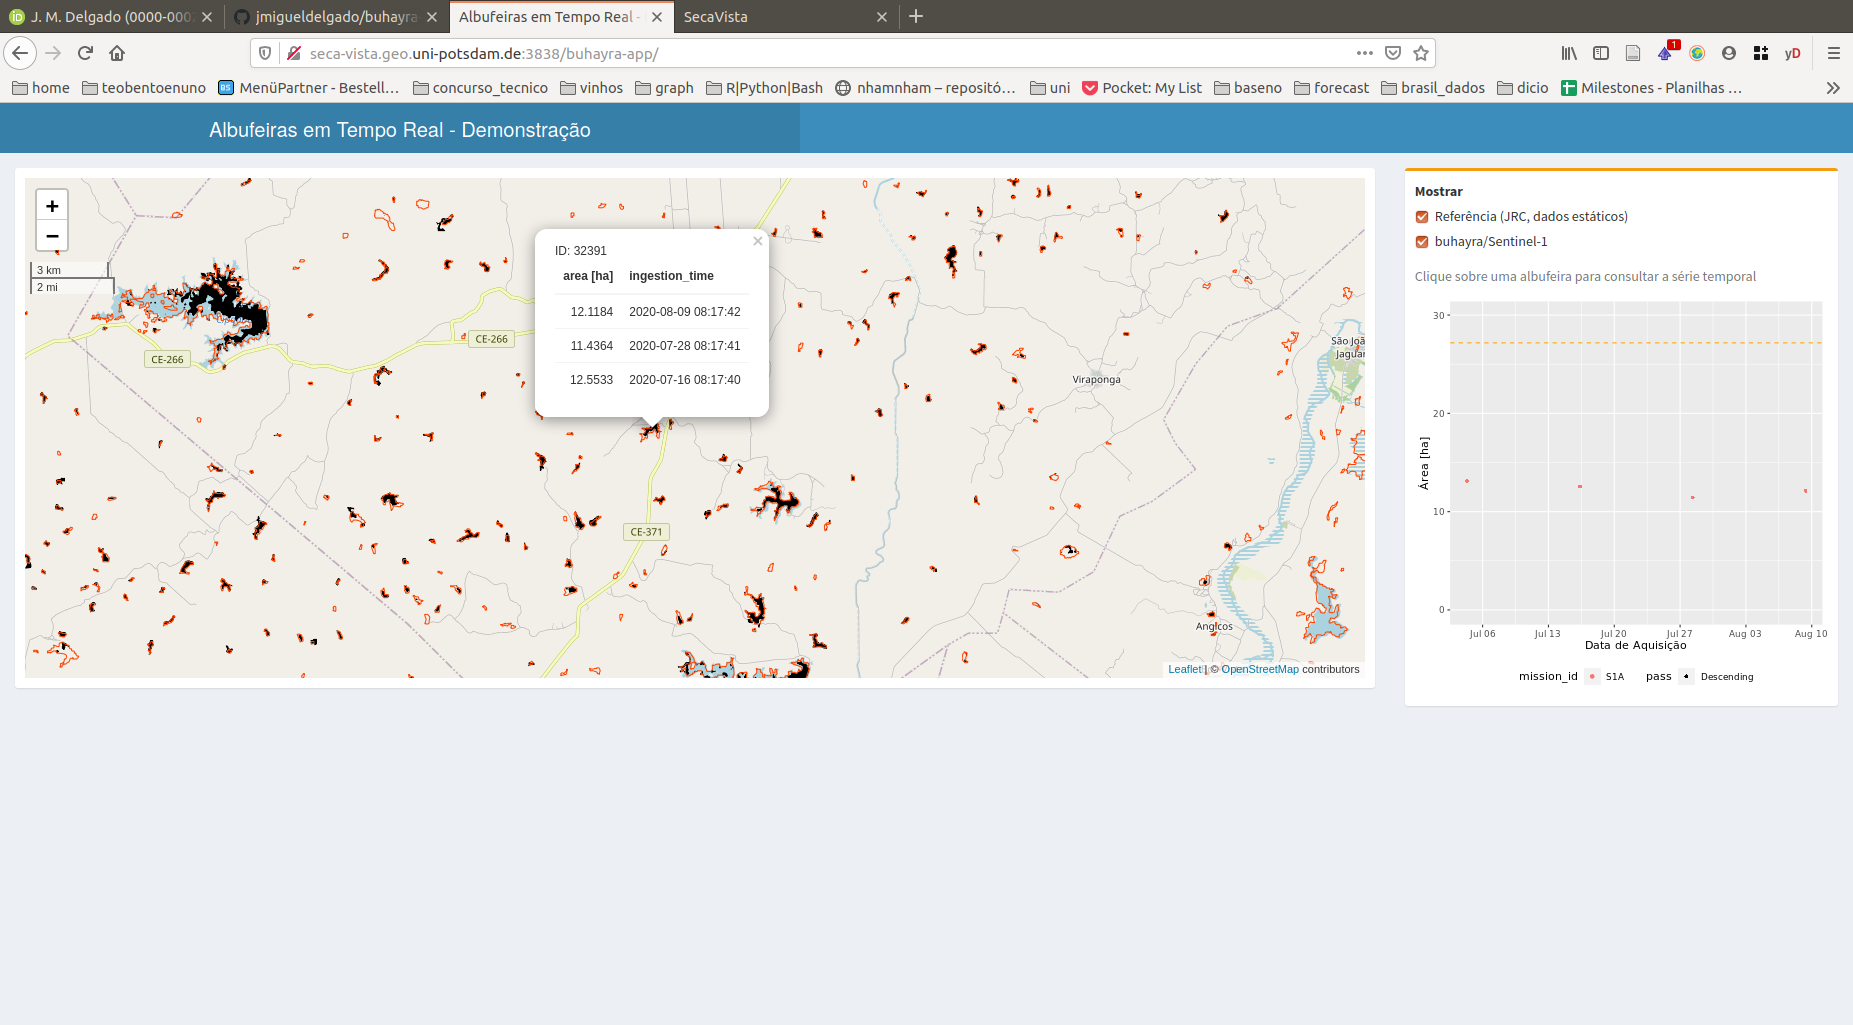 J. M. Delgado (0000-000
jmigueldelgado/buhayra
Albufeiras em Tempo Real -
SecaVista
seca-vista.geo.uni-potsdam.de:3838/buhayra-app/
1
yD
home
teobentoenuno
BS
MenüPartner - Bestell…
concurso_tecnico
vinhos
graph
R|Python|Bash
nhamnham – repositó…
uni
Pocket: My List
baseno
forecast
brasil_dados
dicio
Milestones - Planilhas …
Albufeiras em Tempo Real - Demonstração
+
−
3 km
2 mi
CE-266
CE-266
CE-371
ID: 32391
area [ha] ingestion_time
12.1184 2020-08-09 08:17:42
11.4364 2020-07-28 08:17:41
12.5533 2020-07-16 08:17:40
Viraponga
São Joã
Jaguar
Angicos
Leaflet | © OpenStreetMap contributors
Mostrar
Referência (JRC, dados estáticos)
buhayra/Sentinel-1
Clique sobre uma albufeira para consultar a série temporal
30
20
10
0
Área [ha]
Jul 06 Jul 13 Jul 20 Jul 27 Aug 03 Aug 10
Data de Aquisição
mission_id S1A pass Descending